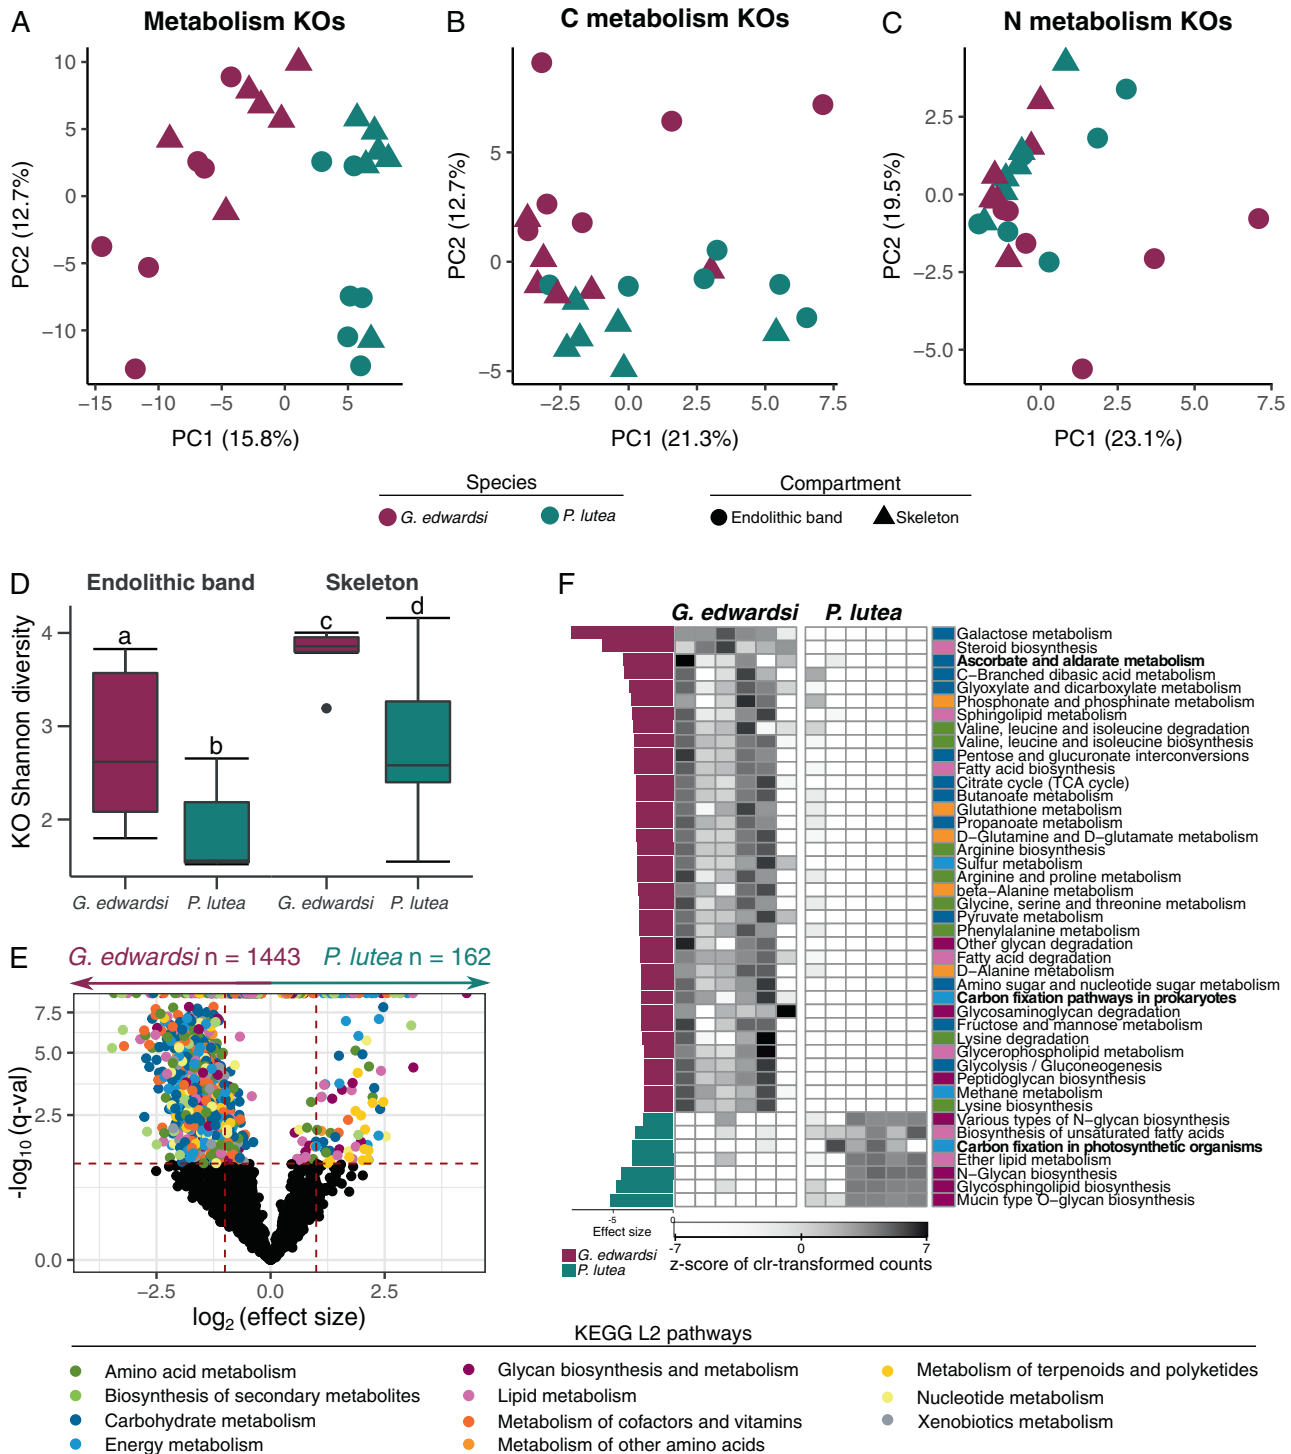 A
Metabolism KOs
10
5
0
−5
−10
PC2 (12.7%)
−15
−10
−5
0
5
PC1 (15.8%)
B
C metabolism KOs
5
0
−5
PC2 (12.7%)
−2.5
0.0
2.5
5.0
7.5
PC1 (21.3%)
C
N metabolism KOs
2.5
0.0
−2.5
−5.0
PC2 (19.5%)
0.0
2.5
5.0
7.5
PC1 (23.1%)
Species
G. edwardsi
P. lutea
Compartment
Endolithic band
Skeleton
D
Endolithic band
Skeleton
KO Shannon diversity
4
3
2
a
b
c
d
G. edwardsi
P. lutea
G. edwardsi
P. lutea
E
G. edwardsi n = 1443
P. lutea n = 162
-log10 (q-val)
7.5
5.0
2.5
0.0
−2.5
0.0
2.5
log2 (effect size)
F
G. edwardsi
P. lutea
Galactose metabolism
Steroid biosynthesis
Ascorbate and aldarate metabolism
C−Branched dibasic acid metabolism
Glyoxylate and dicarboxylate metabolism
Phosphonate and phosphinate metabolism
Sphingolipid metabolism
Valine, leucine and isoleucine degradation
Valine, leucine and isoleucine biosynthesis
Pentose and glucuronate interconversions
Fatty acid biosynthesis
Citrate cycle (TCA cycle)
Butanoate metabolism
Glutathione metabolism
Propanoate metabolism
D−Glutamine and D−glutamate metabolism
Arginine biosynthesis
Sulfur metabolism
Arginine and proline metabolism
beta−Alanine metabolism
Glycine, serine and threonine metabolism
Pyruvate metabolism
Phenylalanine metabolism
Other glycan degradation
Fatty acid degradation
D−Alanine metabolism
Amino sugar and nucleotide sugar metabolism
Carbon fixation pathways in prokaryotes
Glycosaminoglycan degradation
Fructose and mannose metabolism
Lysine degradation
Glycerophospholipid metabolism
Glycolysis / Gluconeogenesis
Peptidoglycan biosynthesis
Methane metabolism
Lysine biosynthesis
Various types of N−glycan biosynthesis
Biosynthesis of unsaturated fatty acids
Carbon fixation in photosynthetic organisms
Ether lipid metabolism
N−Glycan biosynthesis
Glycosphingolipid biosynthesis
Mucin type O−glycan biosynthesis
-5
0
Effect size
G. edwardsi
P. lutea
-7
0
7
z-score of clr-transformed counts
KEGG L2 pathways
Amino acid metabolism
Biosynthesis of secondary metabolites
Carbohydrate metabolism
Energy metabolism
Glycan biosynthesis and metabolism
Lipid metabolism
Metabolism of cofactors and vitamins
Metabolism of other amino acids
Metabolism of terpenoids and polyketides
Nucleotide metabolism
Xenobiotics metabolism